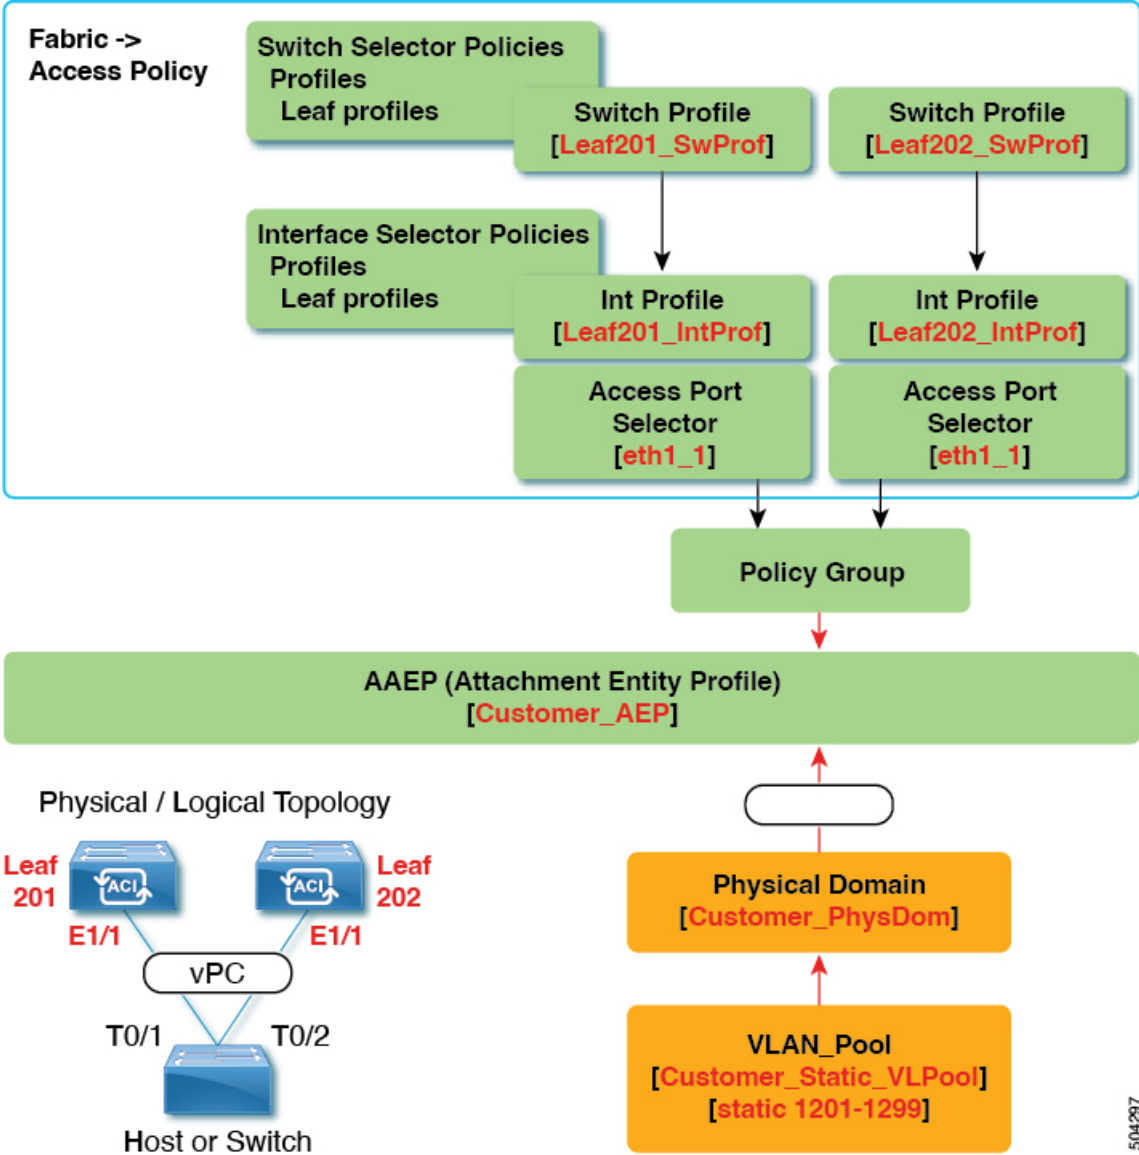 Fabric ->
Access Policy
Switch Selector Policies
Profiles
Leaf profiles
Switch Profile
[Leaf201_SwProf]
Switch Profile
[Leaf202_SwProf]
Interface Selector Policies
Profiles
Leaf profiles
Int Profile
[Leaf201_IntProf]
Int Profile
[Leaf202_IntProf]
Access Port
Selector
[eth1_1]
Access Port
Selector
[eth1_1]
Policy Group
AAEP (Attachment Entity Profile)
[Customer_AEP]
Physical / Logical Topology
Leaf
201
ACI
ACI
Leaf
202
E1/1
E1/1
vPC
T0/1
T0/2
Host or Switch
Physical Domain
[Customer_PhysDom]
VLAN_Pool
[Customer_Static_VLPool]
[static 1201-1299]
504297